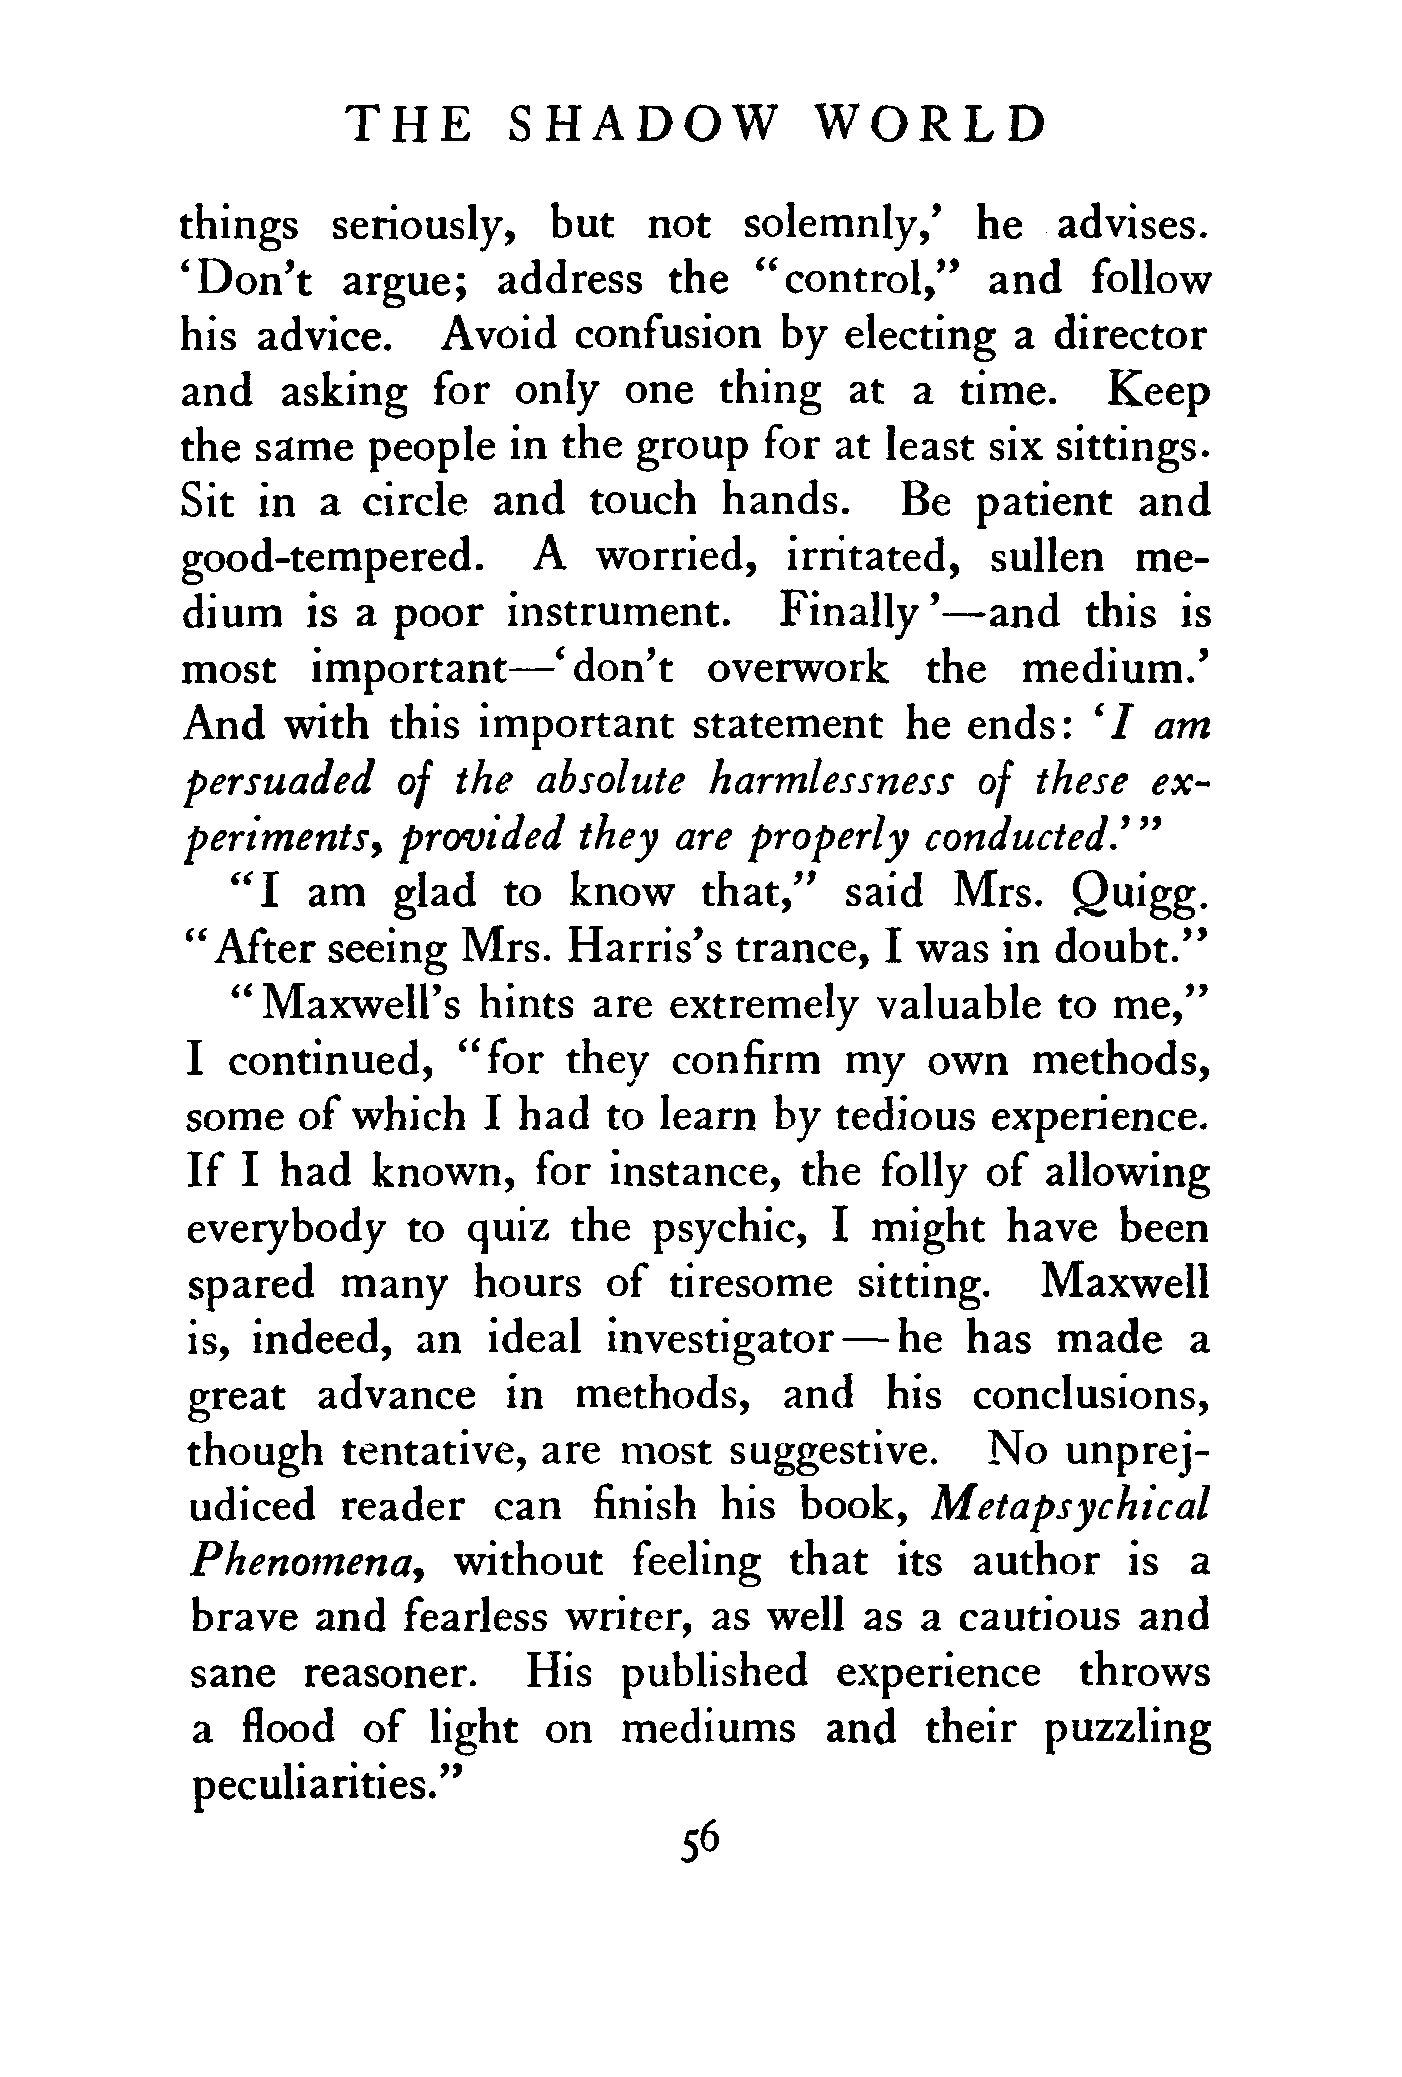 THE SHADOW WORLD
things seriously, but not solemnly,’ he advises.
‘Don’t argue; address the “control,” and follow
his advice. Avoid confusion by electing a director
and asking for only one thing at a time. Keep
the same people in the group for at least six sittings.
Sit in a circle and touch hands. Be patient and
good-tempered. A worried, irritated, sullen me-
dium is a poor instrument. Finally’—and this is
most important—‘don’t overwork the medium.’
And with this important statement he ends: ‘I am
persuaded of the absolute harmlessness of these ex-
periments, provided they are properly conducted.’”
“I am glad to know that,” said Mrs. Quigg.
“After seeing Mrs. Harris’s trance, I was in doubt.”
“Maxwell’s hints are extremely valuable to me,”
I continued, “for they confirm my own methods,
some of which I had to learn by tedious experience.
If I had known, for instance, the folly of allowing
everybody to quiz the psychic, I might have been
spared many hours of tiresome sitting. Maxwell
is, indeed, an ideal investigator—he has made a
great advance in methods, and his conclusions,
though tentative, are most suggestive. No unprej-
udiced reader can finish his book, Metapsychical
Phenomena, without feeling that its author is a
brave and fearless writer, as well as a cautious and
sane reasoner. His published experience throws
a flood of light on mediums and their puzzling
peculiarities.”
56